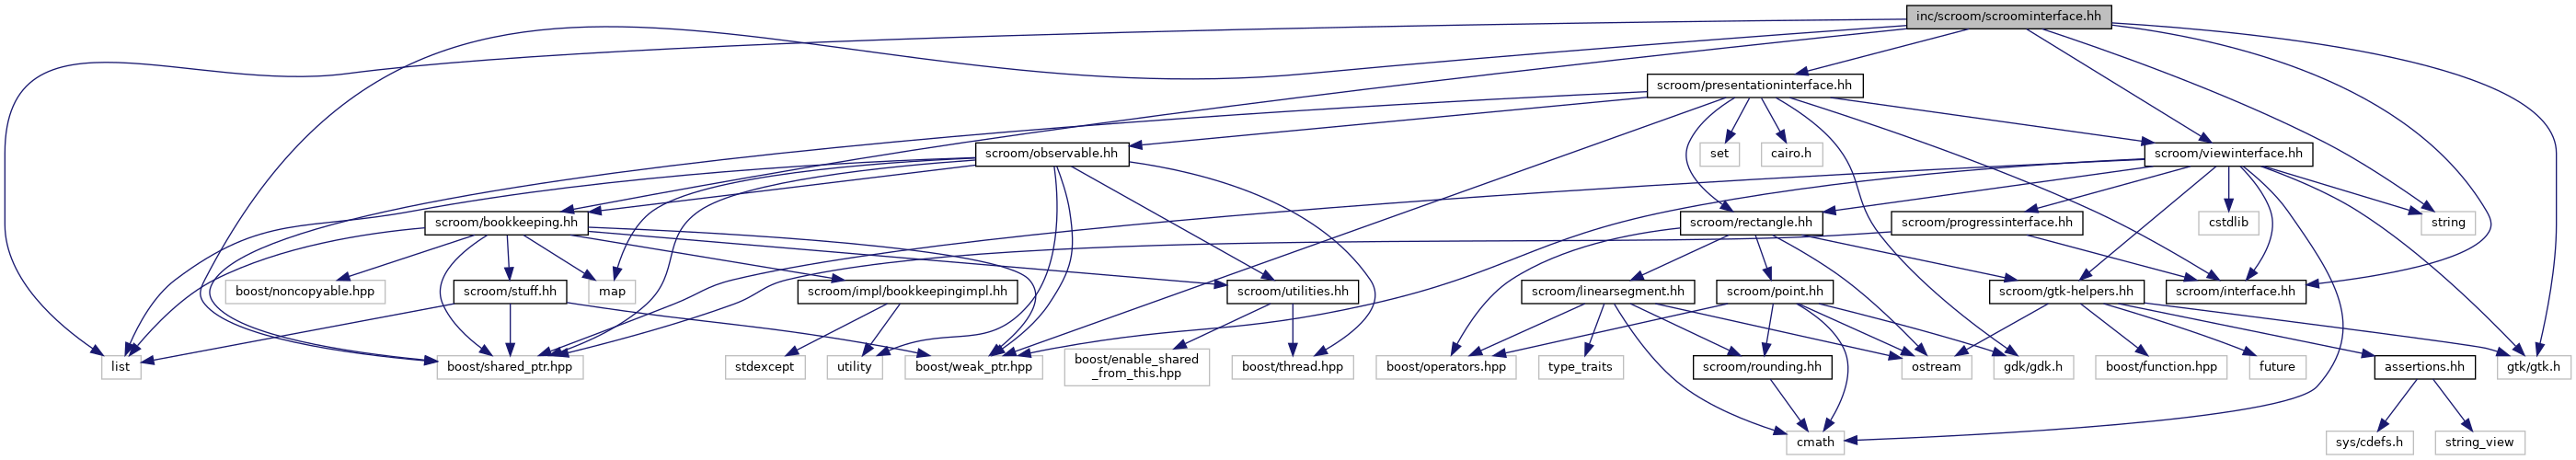 inc/scroom/scroominterface.hh
scroom/presentationinterface.hh
scroom/observable.hh
set
cairo.h
scroom/viewinterface.hh
scroom/bookkeeping.hh
scroom/rectangle.hh
scroom/progressinterface.hh
cstdlib
string
boost/noncopyable.hpp
scroom/stuff.hh
map
scroom/impl/bookkeepingimpl.hh
scroom/utilities.hh
scroom/linearsegment.hh
scroom/point.hh
scroom/gtk-helpers.hh
scroom/interface.hh
list
boost/shared_ptr.hpp
stdexcept
utility
boost/weak_ptr.hpp
boost/enable_shared
_from_this.hpp
boost/thread.hpp
boost/operators.hpp
type_traits
scroom/rounding.hh
ostream
gdk/gdk.h
boost/function.hpp
future
assertions.hh
gtk/gtk.h
cmath
sys/cdefs.h
string_view